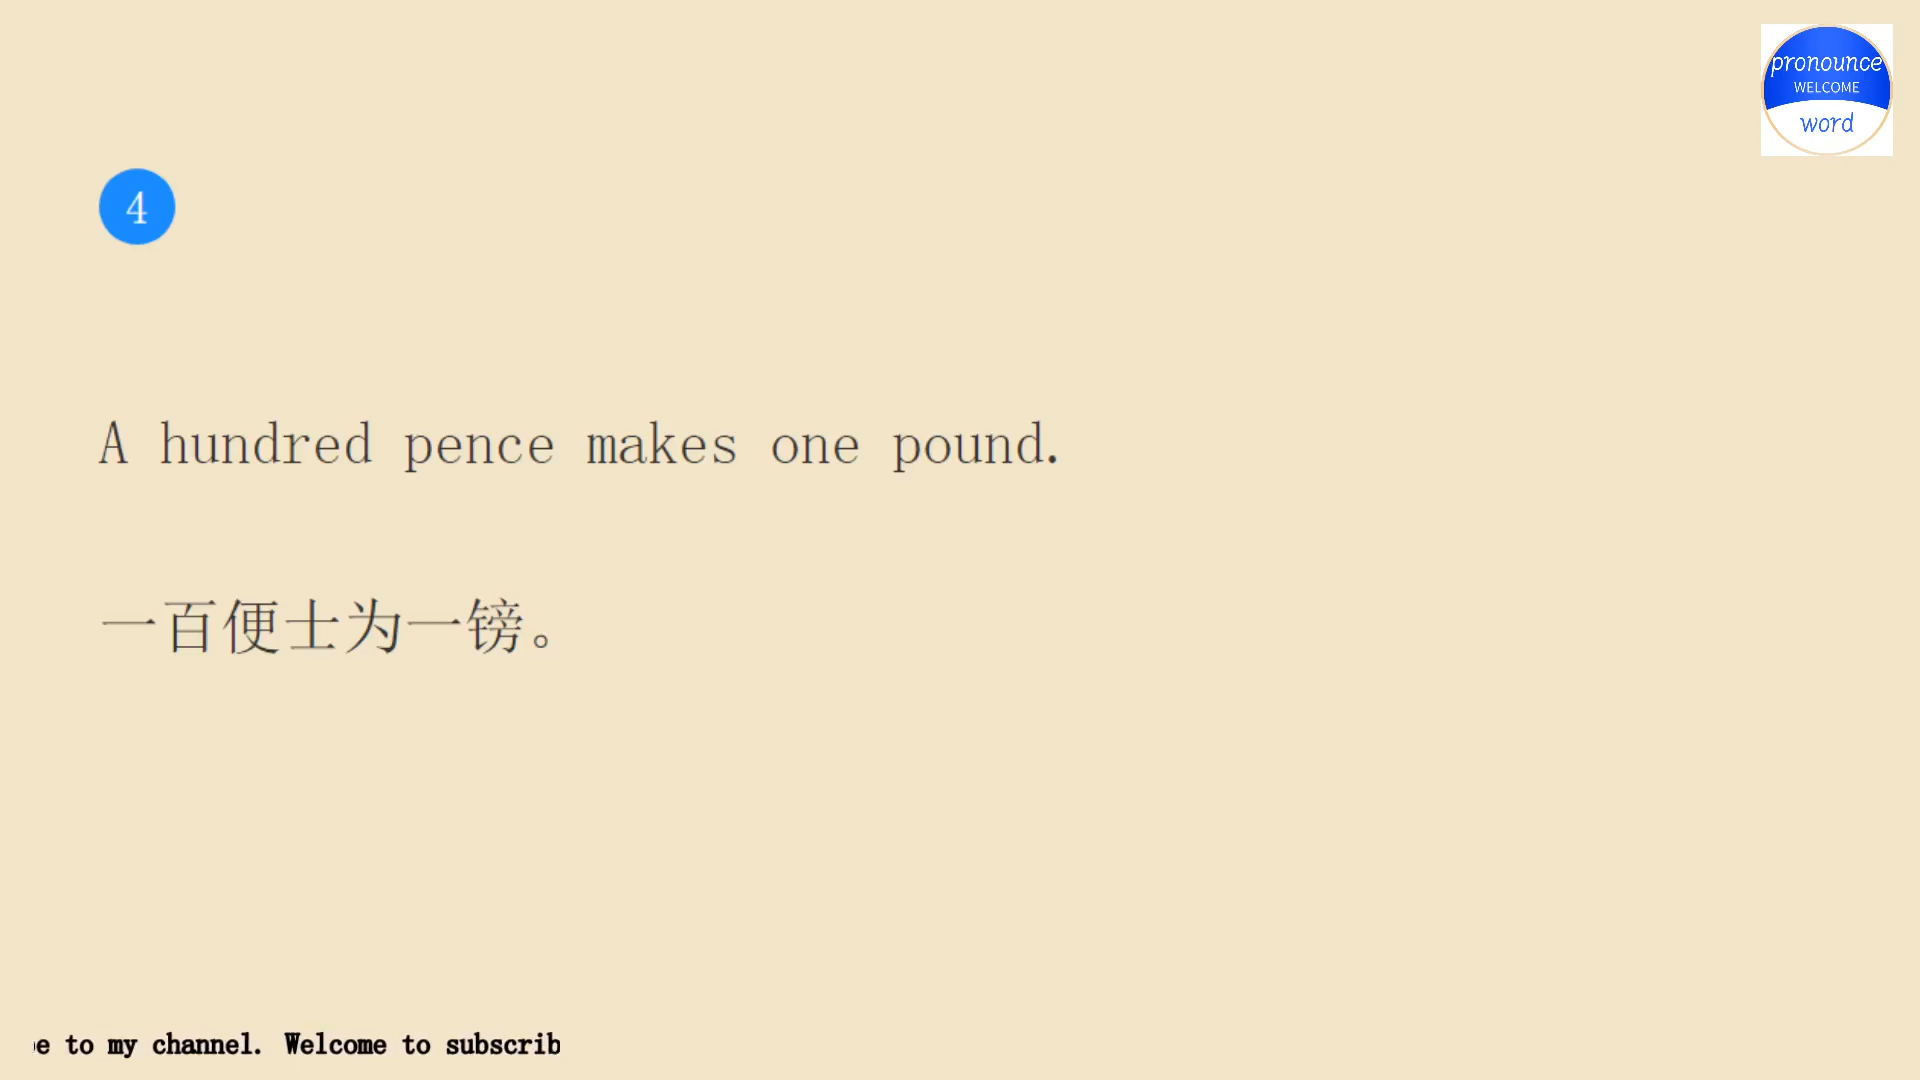 pronounce
WELCOME
word
4
A hundred pence makes one pound.
一百便士为一镑。
e to my channel. Welcome to subscrib